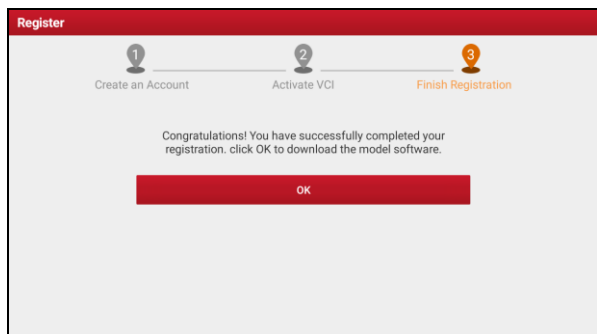 Register
1
2
3
Create an Account
Activate VCI
Finish Registration
Congratulations! You have successfully completed your
registration. click OK to download the model software.
OK